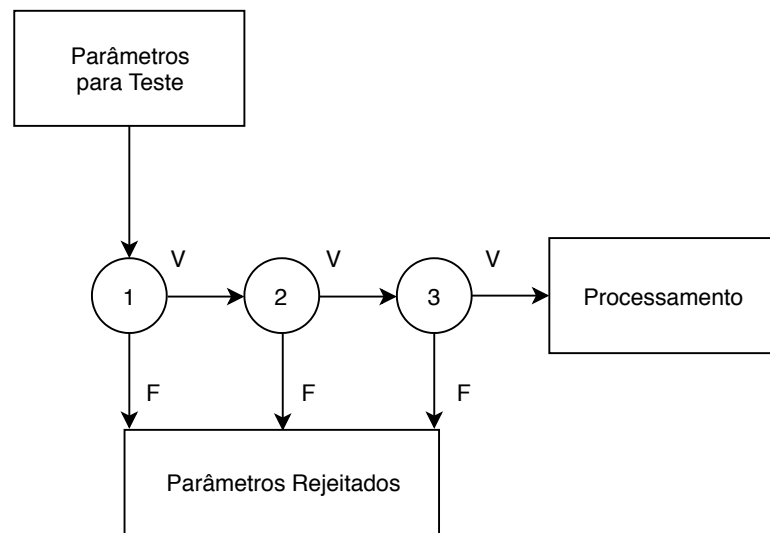 Parâmetros
para Teste
V
V
V
1
2
3
Processamento
F
F
F
Parâmetros Rejeitados